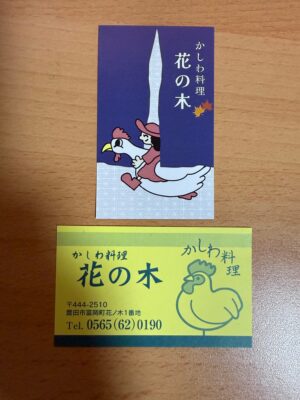 かしわ料理
花の木
かしわ料理
花の木
〒444-2510
豊田市富岡町花ノ木1番地
Tel. 0565(62)0190
かしわ料理